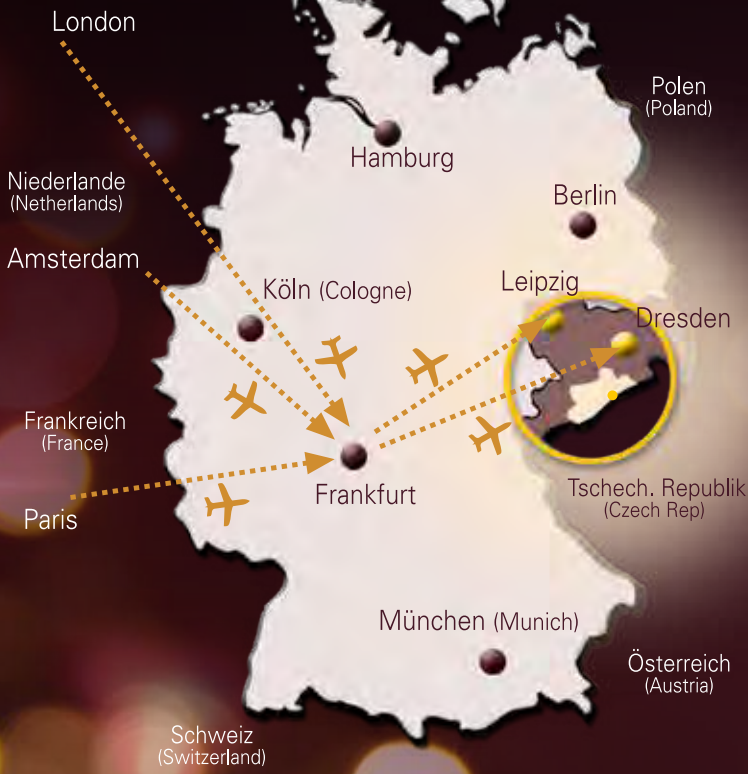 London
Polen
(Poland)
Hamburg
Niederlande
(Netherlands)
Berlin
Amsterdam
Leipzig
Köln (Cologne)
Dresden
Frankreich
(France)
Frankfurt
Tschech. Republik
(Czech Rep)
Paris
München (Munich)
Österreich
(Austria)
Schweiz
(Switzerland)